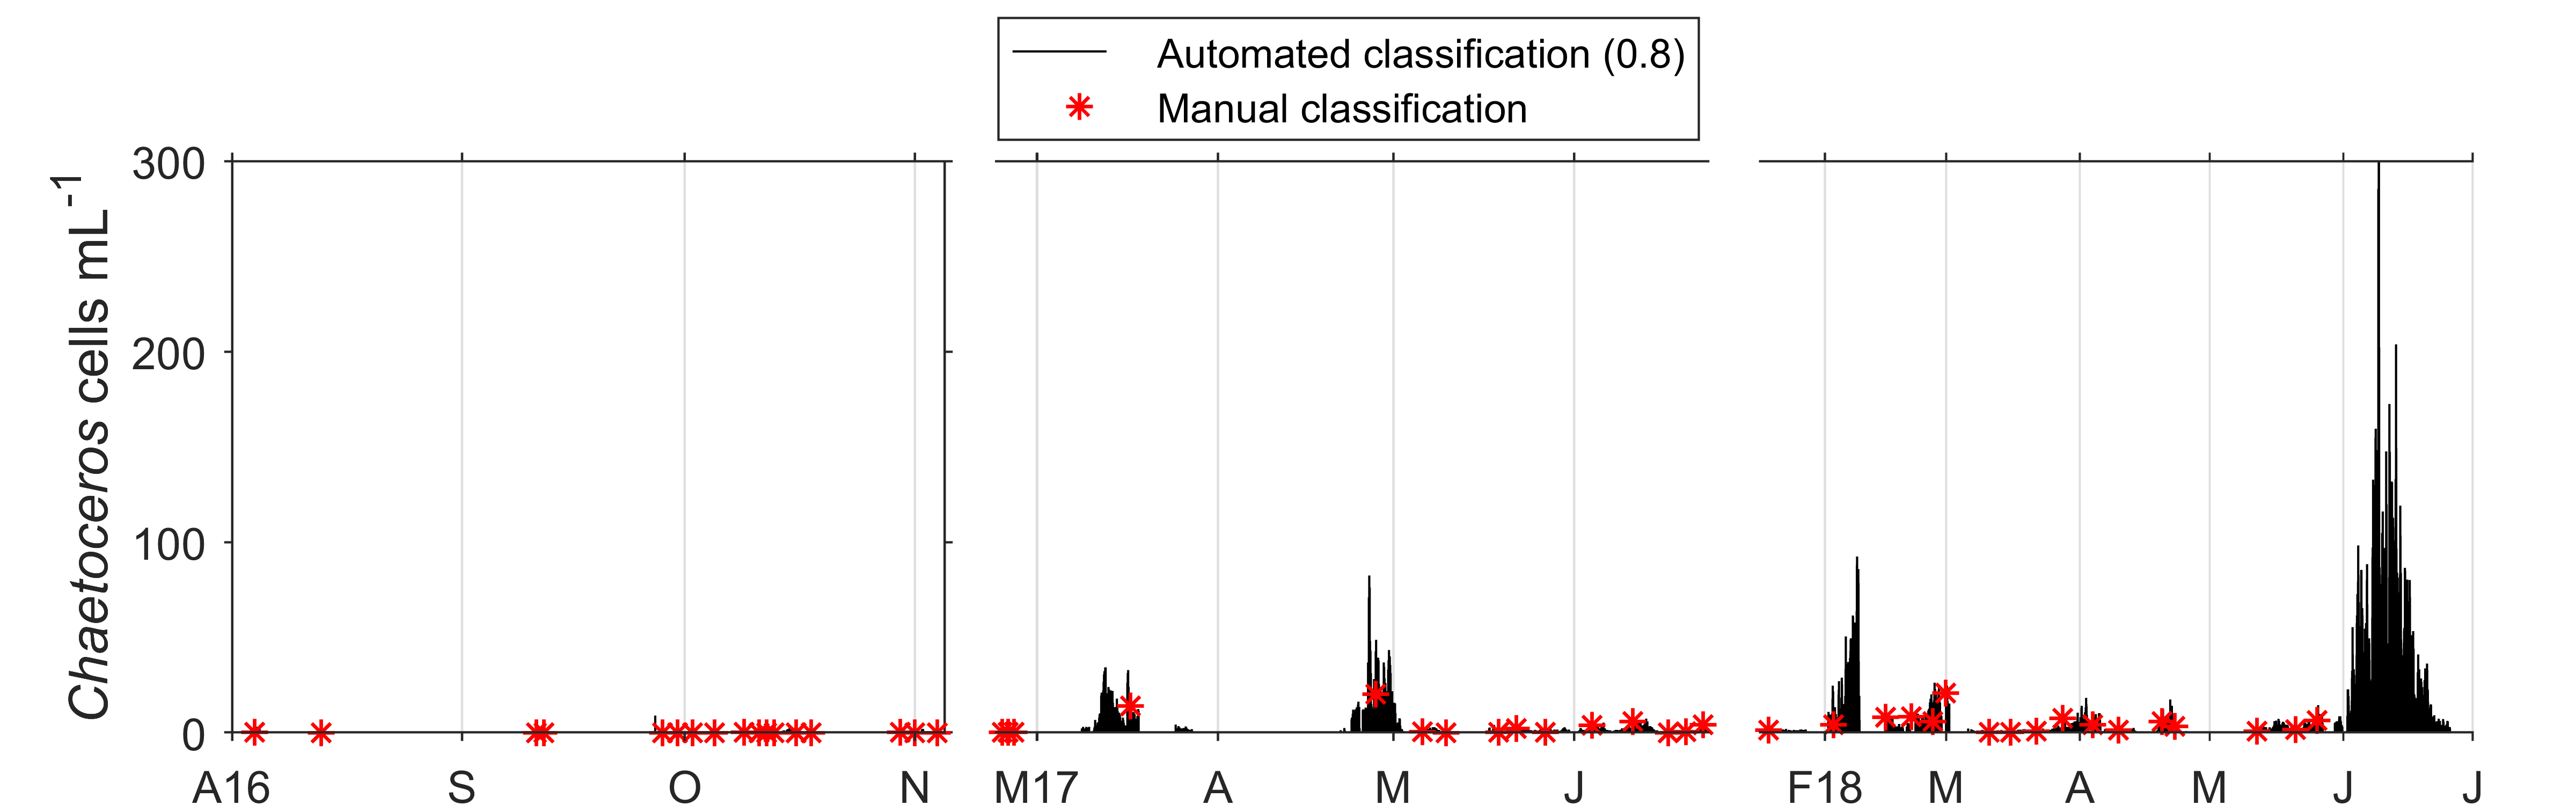 Automated classification (0.8)
Manual classification
Chaetoceros cells mL-1
300
200
100
0
A16 S O N M17 A M J F18 M A M J J